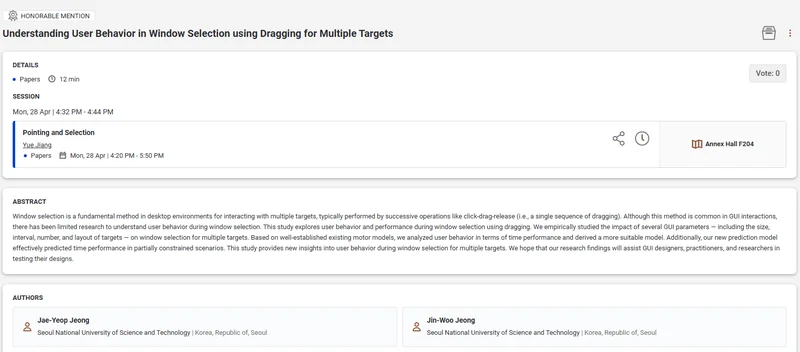 HONORABLE MENTION
Understanding User Behavior in Window Selection using Dragging for Multiple Targets
DETAILS
Papers 12 min
Vote: 0
SESSION
Mon, 28 Apr | 4:32 PM - 4:44 PM
Pointing and Selection
Yue Jiang
Papers Mon, 28 Apr | 4:20 PM - 5:50 PM
Annex Hall F204
ABSTRACT
Window selection is a fundamental method in desktop environments for interacting with multiple targets, typically performed by successive operations like click-drag-release (i.e., a single sequence of dragging). Although this method is common in GUI interactions,
there has been limited research to understand user behavior during window selection. This study explores user behavior and performance during window selection using dragging. We empirically studied the impact of several GUI parameters — including the size,
interval, number, and layout of targets — on window selection for multiple targets. Based on well-established existing motor models, we analyzed user behavior in terms of time performance and derived a more suitable model. Additionally, our new prediction model
effectively predicted time performance in partially constrained scenarios. This study provides new insights into user behavior during window selection for multiple targets. We hope that our research findings will assist GUI designers, practitioners, and researchers in
testing their designs.
AUTHORS
Jae-Yeop Jeong
Seoul National University of Science and Technology | Korea, Republic of, Seoul
Jin-Woo Jeong
Seoul National University of Science and Technology | Korea, Republic of, Seoul